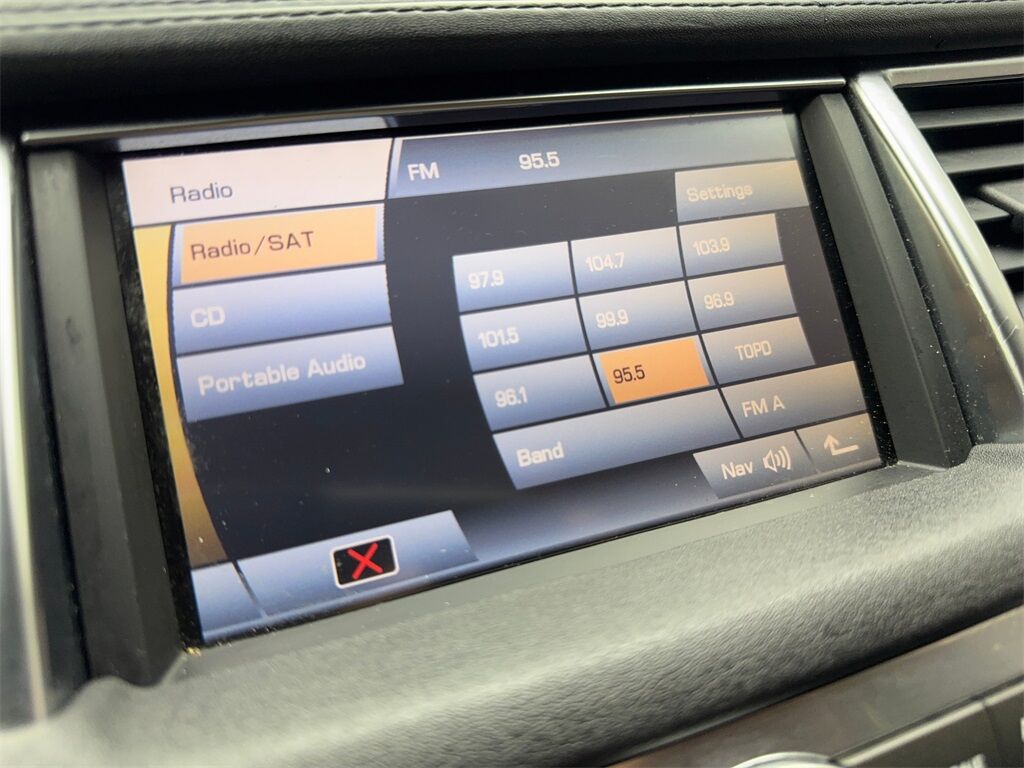 Radio
FM 95.5
Settings
Radio/SAT
CD
Portable Audio
97.9 104.7 103.9
101.5 99.9 96.9
96.1 95.5 TOPD
Band FM A
Nav